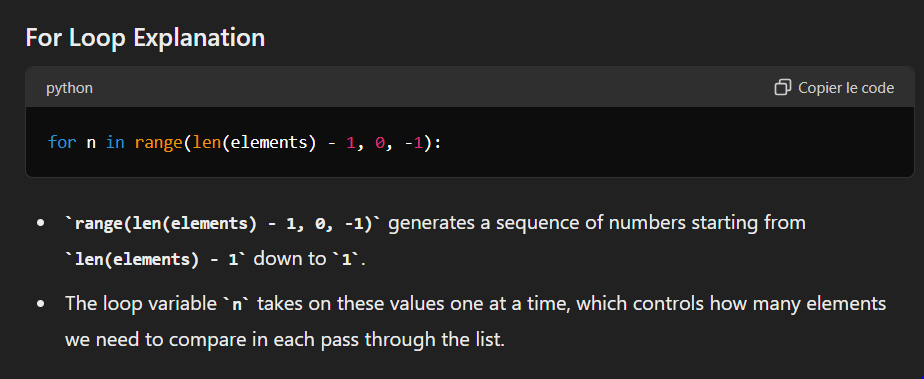 For Loop Explanation
python
Copier le code
for n in range(len(elements) - 1, 0, -1):
• `range(len(elements) - 1, 0, -1)` generates a sequence of numbers starting from
`len(elements) - 1` down to `1`.
• The loop variable `n` takes on these values one at a time, which controls how many elements
we need to compare in each pass through the list.